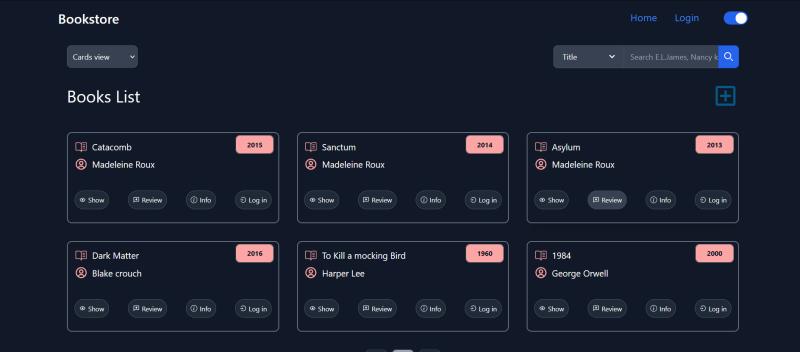 Bookstore Home Login
Cards view Title Search E.L.James, Nancy k
Books List
Catacomb 2015
Madeleine Roux
Show Review Info Log in
Sanctum 2014
Madeleine Roux
Show Review Info Log in
Asylum 2013
Madeleine Roux
Show Review Info Log in
Dark Matter 2016
Blake crouch
Show Review Info Log in
To Kill a mocking Bird 1960
Harper Lee
Show Review Info Log in
1984 2000
George Orwell
Show Review Info Log in